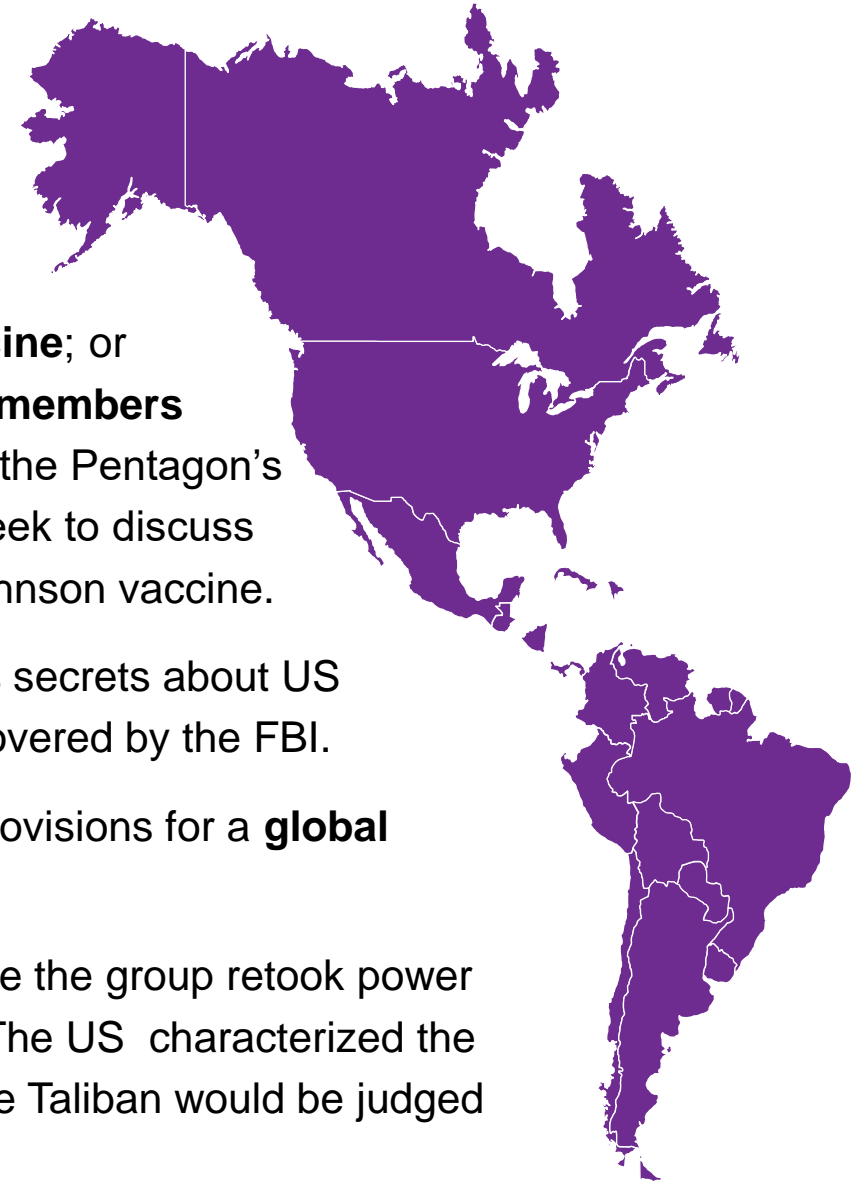 ine; or
members
the Pentagon's
eek to discuss
hnson vaccine.
s secrets about US
overed by the FBI.
ovisions for a global
e the group retook power
The US  characterized the
e Taliban would be judged